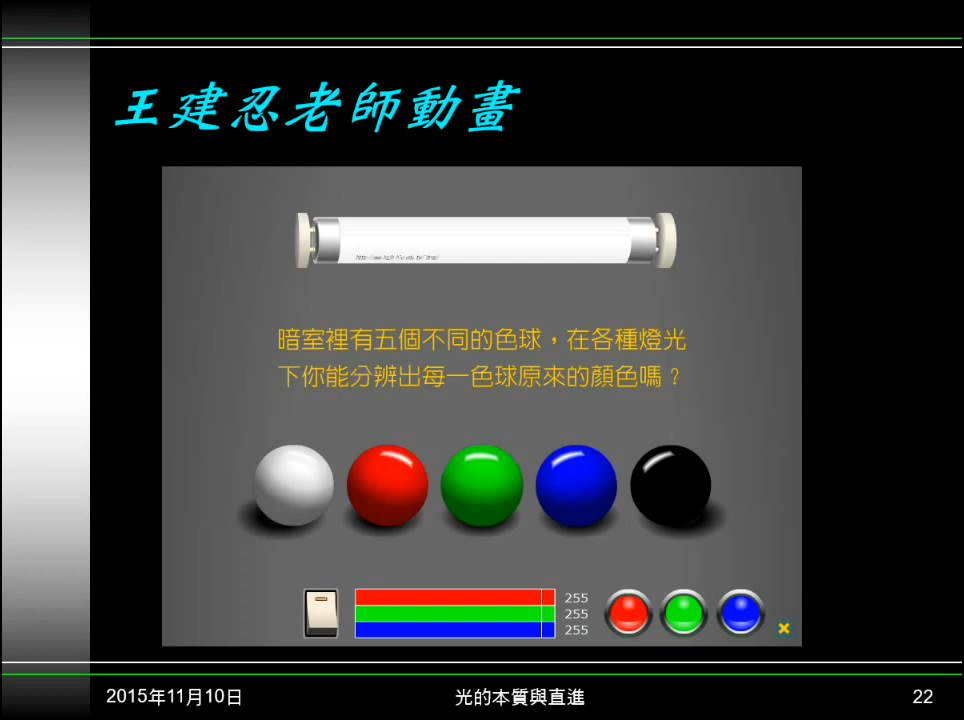 王建忍老師動畫
暗室裡有五個不同的色球，在各種燈光
下你能分辨出每一色球原來的顏色嗎？
255
255
255
2015年11月10日
光的本質與直進
22